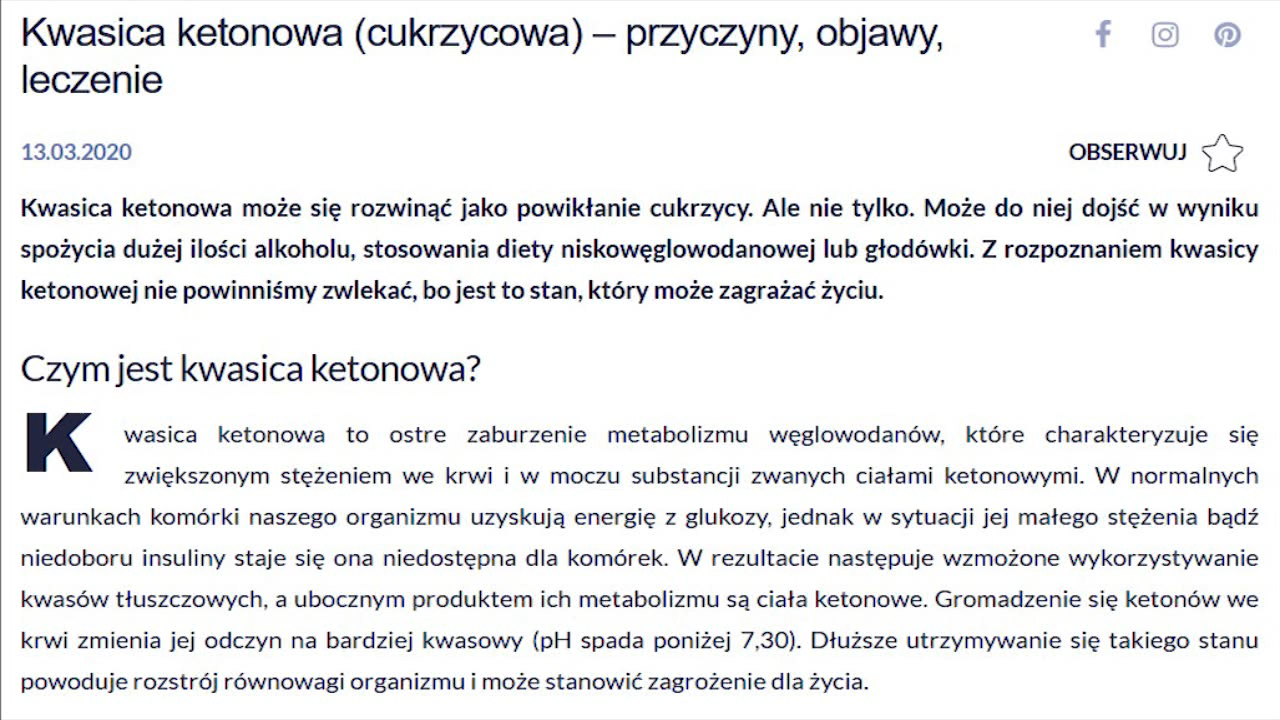 Kwasica ketonowa (cukrzycowa) – przyczyny, objawy,
leczenie
13.03.2020
OBSERWUJ
Kwasica ketonowa może się rozwinąć jako powikłanie cukrzycy. Ale nie tylko. Może do niej dojść w wyniku
spożycia dużej ilości alkoholu, stosowania diety niskowęglowodanowej lub głodówki. Z rozpoznaniem kwasicy
ketonowej nie powinniśmy zwlekać, bo jest to stan, który może zagrażać życiu.
Czym jest kwasica ketonowa?
Kwasica ketonowa to ostre zaburzenie metabolizmu węglowodanów, które charakteryzuje się
zwiększonym stężeniem we krwi i w moczu substancji zwanych ciałami ketonowymi. W normalnych
warunkach komórki naszego organizmu uzyskują energię z glukozy, jednak w sytuacji jej małego stężenia bądź
niedoboru insuliny staje się ona niedostępna dla komórek. W rezultacie następuje wzmożone wykorzystywanie
kwasów tłuszczowych, a ubocznym produktem ich metabolizmu są ciała ketonowe. Gromadzenie się ketonów we
krwi zmienia jej odczyn na bardziej kwasowy (pH spada poniżej 7,30). Dłuższe utrzymywanie się takiego stanu
powoduje rozstrój równowagi organizmu i może stanowić zagrożenie dla życia.